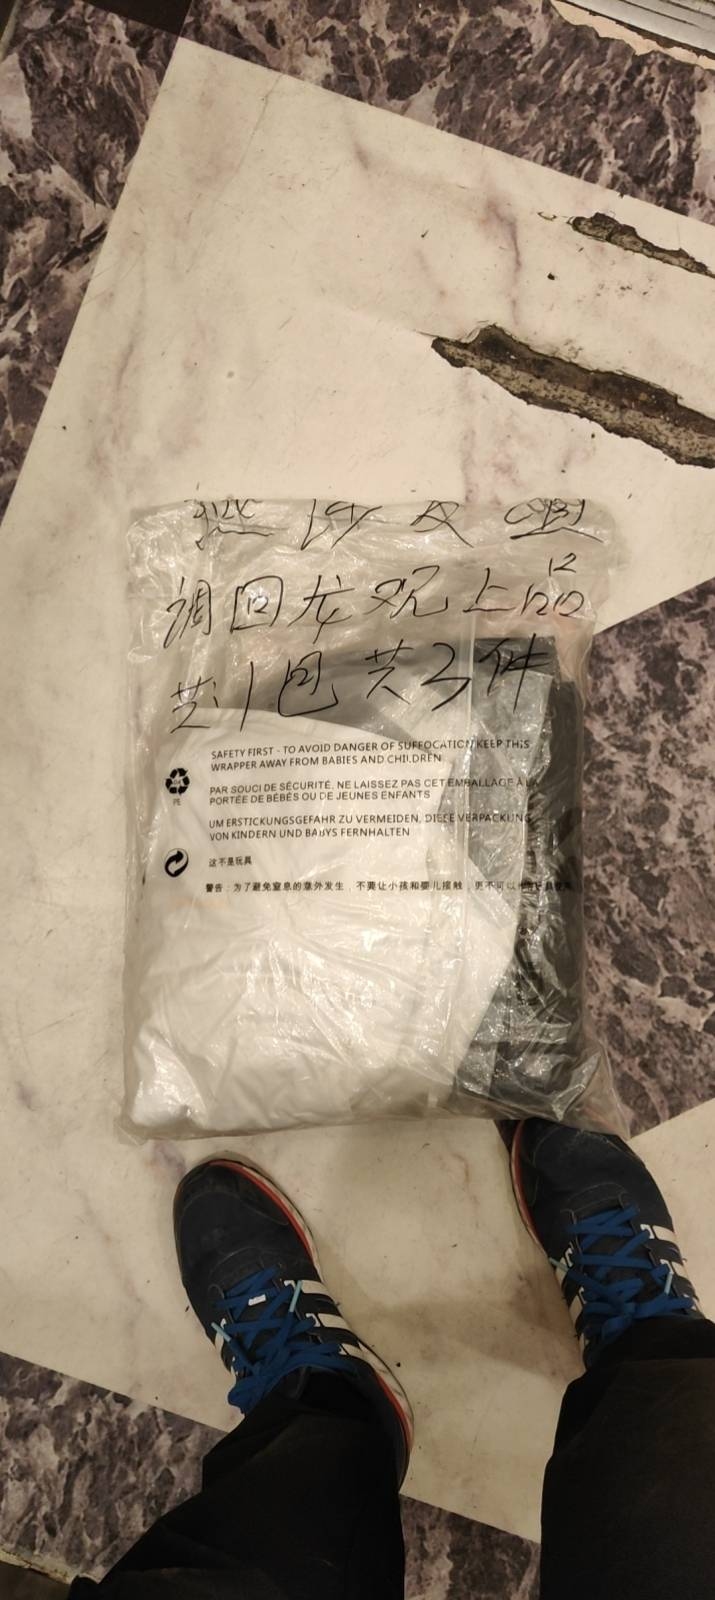 调回龙观上品12
共1包共3件
SAFETY FIRST - TO AVOID DANGER OF SUFFOCATION KEEP THIS
WRAPPER AWAY FROM BABIES AND CHILDREN
PAR SOUCI DE SÉCURITÉ, NE LAISSEZ PAS CET EMBALLAGE À LA
PORTÉE DE BÉBÉS OU DE JEUNES ENFANTS
UM ERSTICKUNGSGEFAHR ZU VERMEIDEN, DIESE VERPACKUNG
VON KINDERN UND BABYS FERNHALTEN
PE
这不是玩具
警告：为了避免窒息的意外发生，不要让小孩和婴儿接触，更不可以